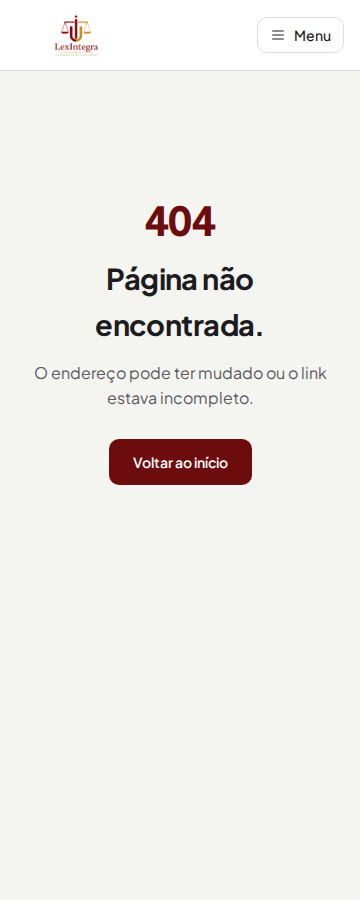 LexIntegra
Menu
404
Página não
encontrada.
O endereço pode ter mudado ou o link
estava incompleto.
Voltar ao início